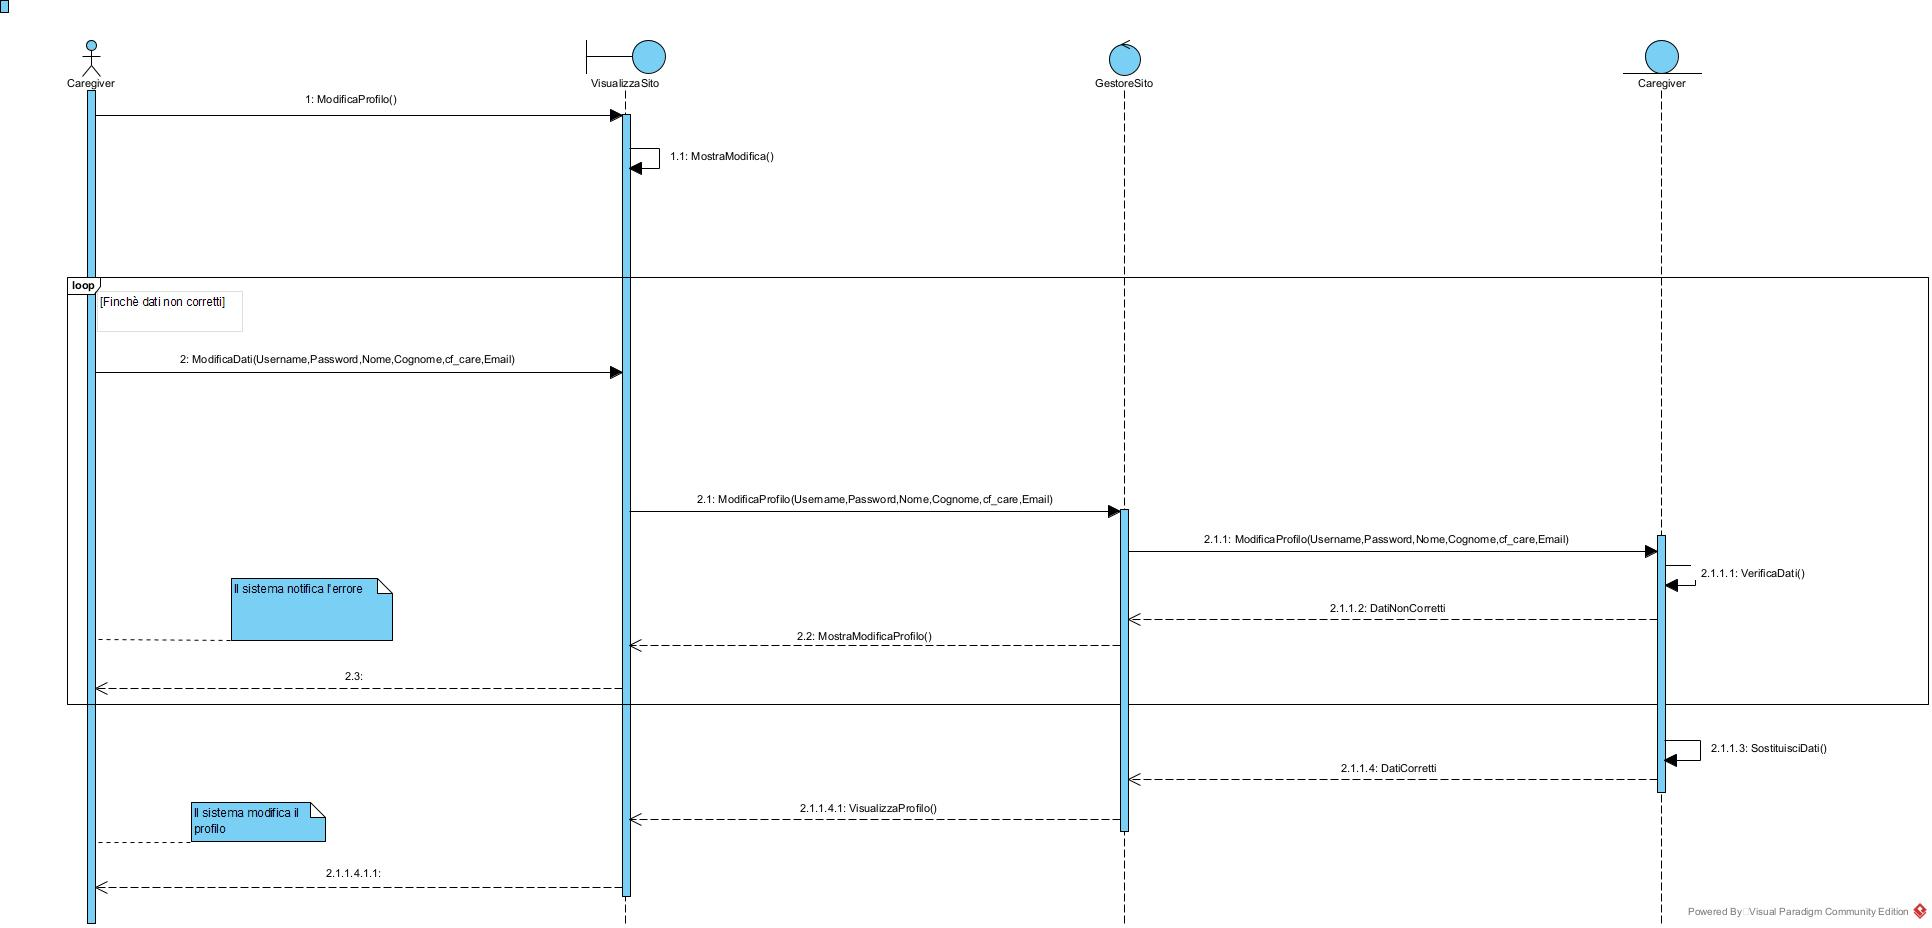 Caregiver
VisualizzaSito
GestoreSito
Caregiver
1: ModificaProfilo()
1.1: MostraModifica()
loop
[Finchè dati non corretti]
2: ModificaDati(Username,Password,Nome,Cognome,cf_care,Email)
2.1: ModificaProfilo(Username,Password,Nome,Cognome,cf_care,Email)
2.1.1: ModificaProfilo(Username,Password,Nome,Cognome,cf_care,Email)
2.1.1.1: VerificaDati()
Il sistema notifica l'errore
2.1.1.2: DatiNonCorretti
2.2: MostraModificaProfilo()
2.3:
2.1.1.3: SostituisciDati()
2.1.1.4: DatiCorretti
2.1.1.4.1: VisualizzaProfilo()
Il sistema modifica il
profilo
2.1.1.4.1.1:
Powered By Visual Paradigm Community Edition